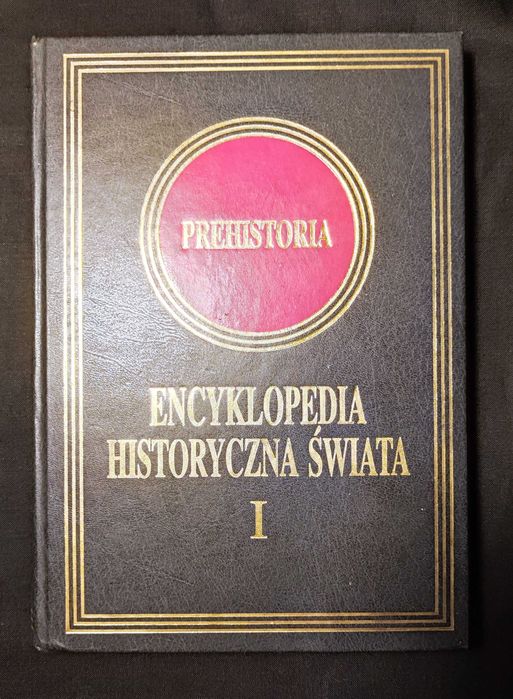 PREHISTORIA
ENCYKLOPEDIA
HISTORYCZNA ŚWIATA
I